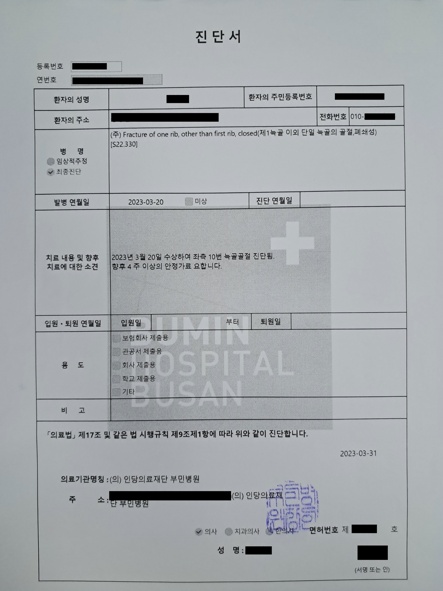 진 단 서
등록번호
연번호
환자의 성명 환자의 주민등록번호
환자의 주소 전화번호 010-
병 명
임상적추정
최종진단
(주) Fracture of one rib, other than first rib, closed(제1늑골 이외 단일 늑골의 골절,폐쇄성)
[S22.330]
발병 연월일 2023-03-20 미상 진단 연월일
치료 내용 및 향후
치료에 대한 소견
2023년 3월 20일 수상하여 좌측 10번 늑골골절 진단됨.
향후 4 주 이상의 안정가료 요합니다.
입원·퇴원 연월일 입원일 부터 퇴원일
용 도
보험회사 제출용
관공서 제출용
회사 제출용
학교 제출용
기타
BUMIN
HOSPITAL
BUSAN
비 고
「의료법」 제17조 및 같은 법 시행규칙 제9조제1항에 따라 위와 같이 진단합니다.
2023-03-31
의료기관명칭 : (의) 인당의료재단 부민병원
주 소 : (의) 인당의료재
단 부민병원
의사 치과의사 한의사 면허번호 제 호
성 명 :
(서명 또는 인)